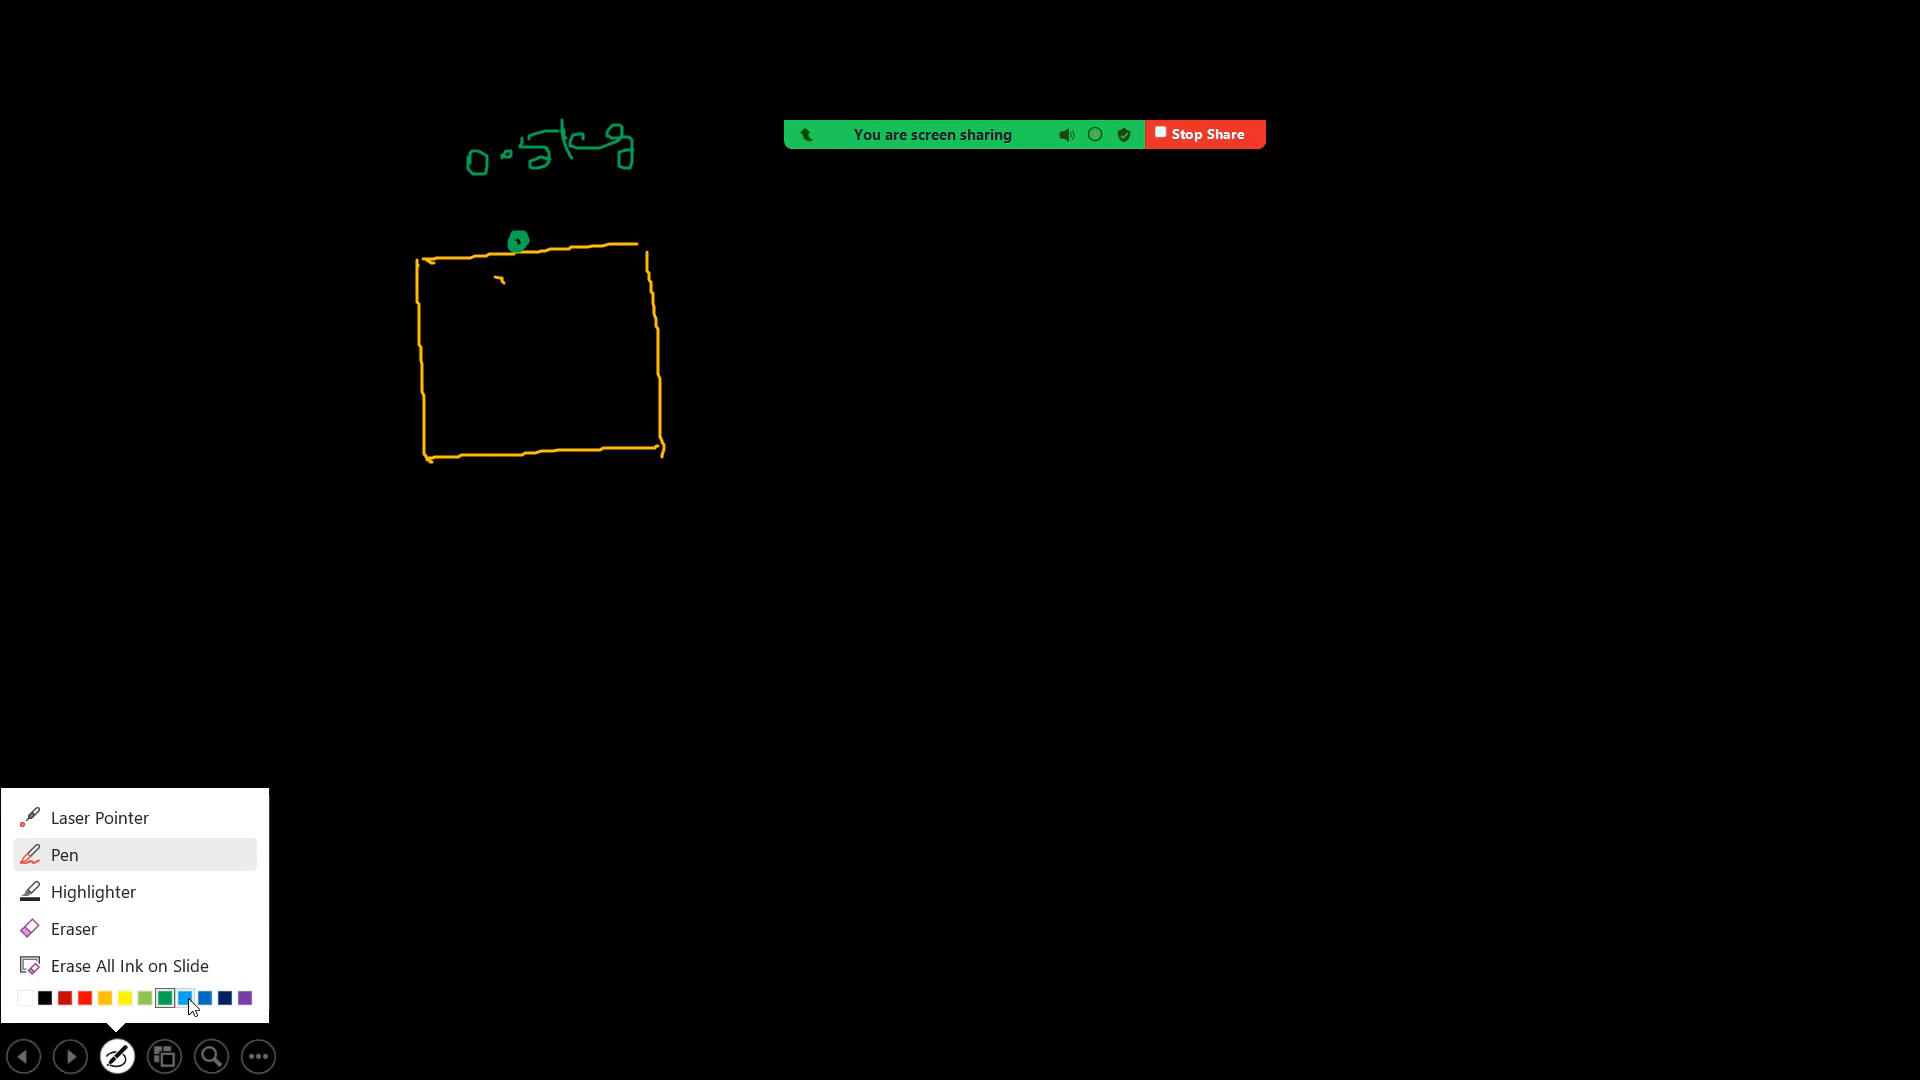 0.5kg
You are screen sharing
Stop Share
Laser Pointer
Pen
Highlighter
Eraser
Erase All Ink on Slide